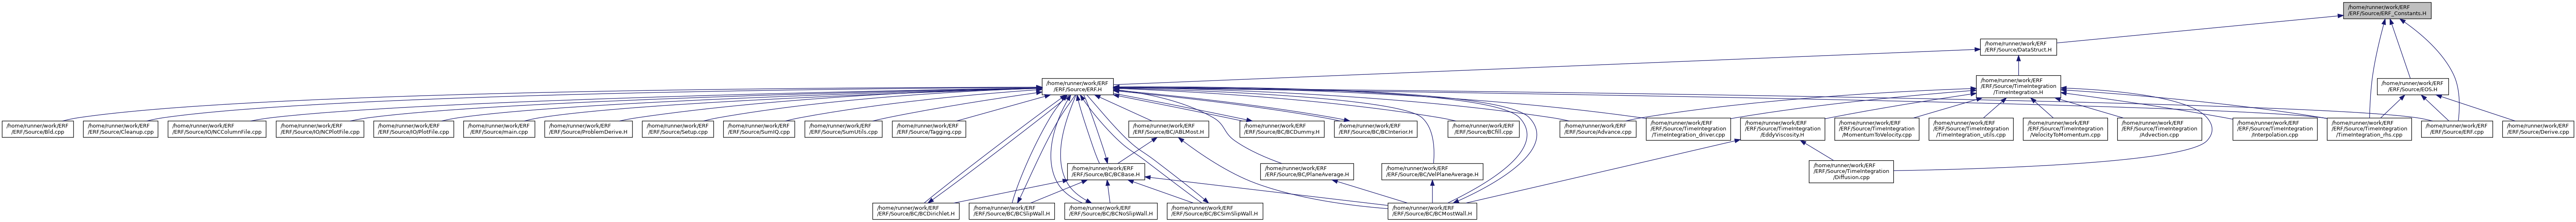 /home/runner/work/ERF
/ERF/Source/ERF_Constants.H
/home/runner/work/ERF
/ERF/Source/DataStruct.H
/home/runner/work/ERF
/ERF/Source/ERF.H
/home/runner/work/ERF
/ERF/Source/TimeIntegration
/TimeIntegration.H
/home/runner/work/ERF
/ERF/Source/EOS.H
/home/runner/work/ERF
/ERF/Source/Bld.cpp
/home/runner/work/ERF
/ERF/Source/Cleanup.cpp
/home/runner/work/ERF
/ERF/Source/IO/NCColumnFile.cpp
/home/runner/work/ERF
/ERF/Source/IO/NCPlotFile.cpp
/home/runner/work/ERF
/ERF/Source/IO/Plotfile.cpp
/home/runner/work/ERF
/ERF/Source/main.cpp
/home/runner/work/ERF
/ERF/Source/ProblemDerive.H
/home/runner/work/ERF
/ERF/Source/Setup.cpp
/home/runner/work/ERF
/ERF/Source/SumIQ.cpp
/home/runner/work/ERF
/ERF/Source/SumUtils.cpp
/home/runner/work/ERF
/ERF/Source/Tagging.cpp
/home/runner/work/ERF
/ERF/Source/BC/ABLMost.H
/home/runner/work/ERF
/ERF/Source/BC/BCDummy.H
/home/runner/work/ERF
/ERF/Source/BC/BCInterior.H
/home/runner/work/ERF
/ERF/Source/BCfill.cpp
/home/runner/work/ERF
/ERF/Source/Advance.cpp
/home/runner/work/ERF
/ERF/Source/TimeIntegration
/TimeIntegration_driver.cpp
/home/runner/work/ERF
/ERF/Source/TimeIntegration
/EddyViscosity.H
/home/runner/work/ERF
/ERF/Source/TimeIntegration
/MomentumToVelocity.cpp
/home/runner/work/ERF
/ERF/Source/TimeIntegration
/TimeIntegration_utils.cpp
/home/runner/work/ERF
/ERF/Source/TimeIntegration
/VelocityToMomentum.cpp
/home/runner/work/ERF
/ERF/Source/TimeIntegration
/Advection.cpp
/home/runner/work/ERF
/ERF/Source/TimeIntegration
/Interpolation.cpp
/home/runner/work/ERF
/ERF/Source/TimeIntegration
/TimeIntegration_rhs.cpp
/home/runner/work/ERF
/ERF/Source/ERF.cpp
/home/runner/work/ERF
/ERF/Source/Derive.cpp
/home/runner/work/ERF
/ERF/Source/BC/BCBase.H
/home/runner/work/ERF
/ERF/Source/BC/PlaneAverage.H
/home/runner/work/ERF
/ERF/Source/BC/VelPlaneAverage.H
/home/runner/work/ERF
/ERF/Source/TimeIntegration
/Diffusion.cpp
/home/runner/work/ERF
/ERF/Source/BC/BCDirichlet.H
/home/runner/work/ERF
/ERF/Source/BC/BCSlipWall.H
/home/runner/work/ERF
/ERF/Source/BC/BCNoSlipWall.H
/home/runner/work/ERF
/ERF/Source/BC/BCSimSlipWall.H
/home/runner/work/ERF
/ERF/Source/BC/BCMostWall.H